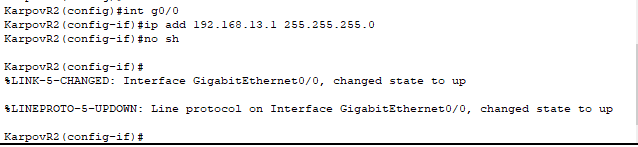 KarpovR2(config)#int g0/0
KarpovR2(config-if)#ip add 192.168.13.1 255.255.255.0
KarpovR2(config-if)#no sh
KarpovR2(config-if)#
%LINK-5-CHANGED: Interface GigabitEthernet0/0, changed state to up
%LINEPROTO-5-UPDOWN: Line protocol on Interface GigabitEthernet0/0, changed state to up
KarpovR2(config-if)#